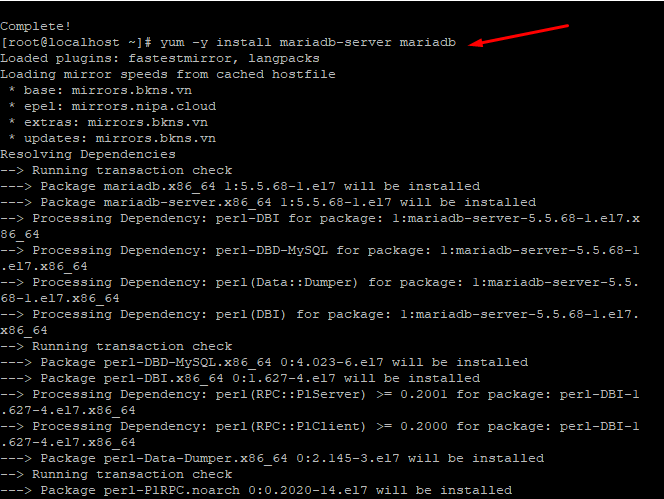 Complete!
[root@localhost ~]# yum -y install mariadb-server mariadb
Loaded plugins: fastestmirror, langpacks
Loading mirror speeds from cached hostfile
 * base: mirrors.bkns.vn
 * epel: mirrors.nipa.cloud
 * extras: mirrors.bkns.vn
 * updates: mirrors.bkns.vn
Resolving Dependencies
--> Running transaction check
---> Package mariadb.x86_64 1:5.5.68-1.el7 will be installed
---> Package mariadb-server.x86_64 1:5.5.68-1.el7 will be installed
--> Processing Dependency: perl-DBI for package: 1:mariadb-server-5.5.68-1.el7.x
86_64
--> Processing Dependency: perl-DBD-MySQL for package: 1:mariadb-server-5.5.68-1
.el7.x86_64
--> Processing Dependency: perl(Data::Dumper) for package: 1:mariadb-server-5.5.
68-1.el7.x86_64
--> Processing Dependency: perl(DBI) for package: 1:mariadb-server-5.5.68-1.el7.
x86_64
--> Running transaction check
---> Package perl-DBD-MySQL.x86_64 0:4.023-6.el7 will be installed
---> Package perl-DBI.x86_64 0:1.627-4.el7 will be installed
--> Processing Dependency: perl(RPC::PlServer) >= 0.2001 for package: perl-DBI-1
.627-4.el7.x86_64
--> Processing Dependency: perl(RPC::PlClient) >= 0.2000 for package: perl-DBI-1
.627-4.el7.x86_64
---> Package perl-Data-Dumper.x86_64 0:2.145-3.el7 will be installed
--> Running transaction check
---> Package perl-PlRPC.noarch 0:0.2020-14.el7 will be installed